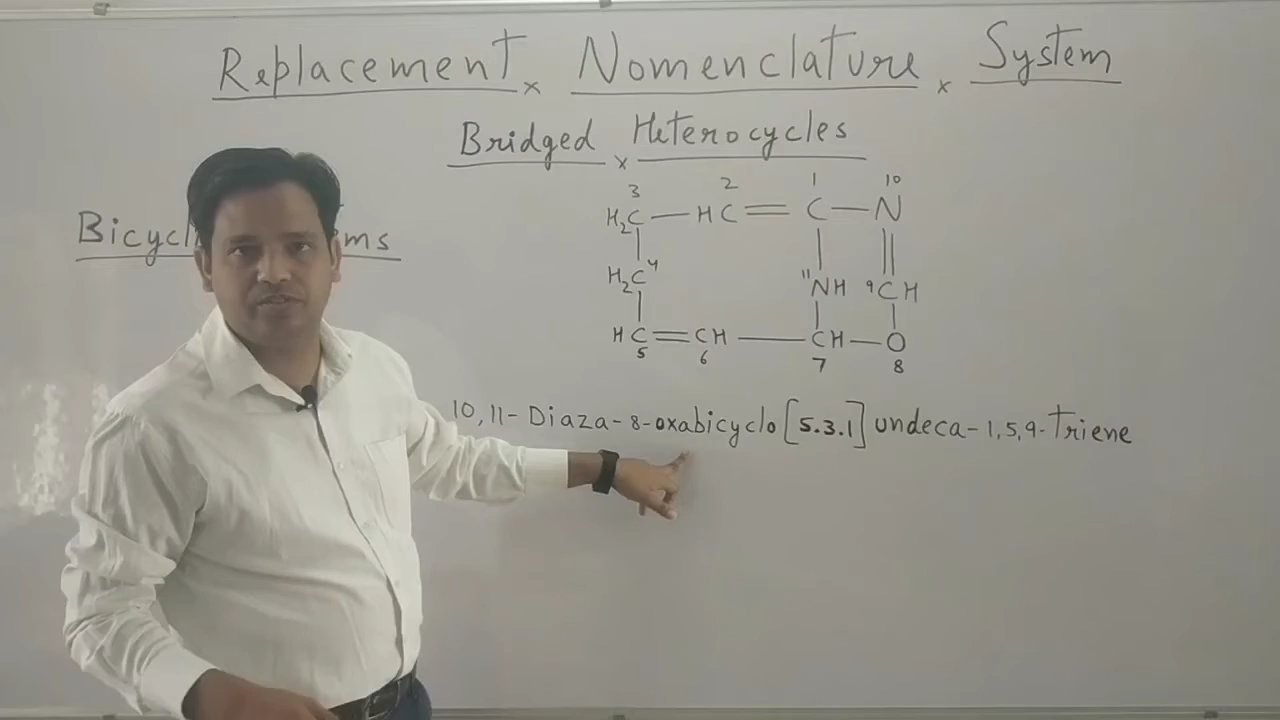 Replacement Nomenclature System
Bridged Heterocycles
3 2 1 10
H₂C — HC = C — N
H₂C⁴ ¹¹NH ⁹CH
HC = CH — CH — O
5 6 7 8
10,11- Diaza-8-oxabicyclo[5.3.1]undeca-1,5,9-Triene